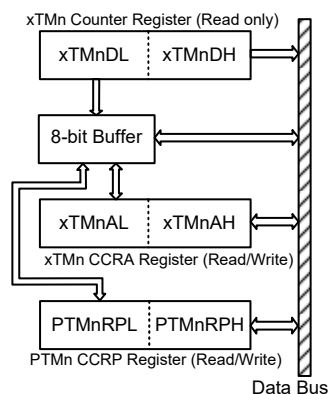 xTMn Counter Register (Read only)
xTMnDL xTMnDH
8-bit Buffer
xTMnAL xTMnAH
xTMn CCRA Register (Read/Write)
PTMnRPL PTMnRPH
PTMn CCRP Register (Read/Write)
Data Bus